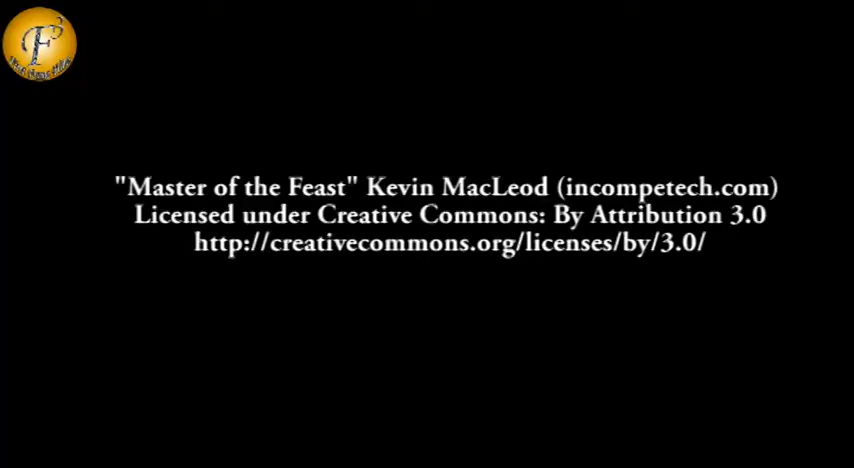 F3
"Master of the Feast" Kevin MacLeod (incompetech.com)
Licensed under Creative Commons: By Attribution 3.0
http://creativecommons.org/licenses/by/3.0/